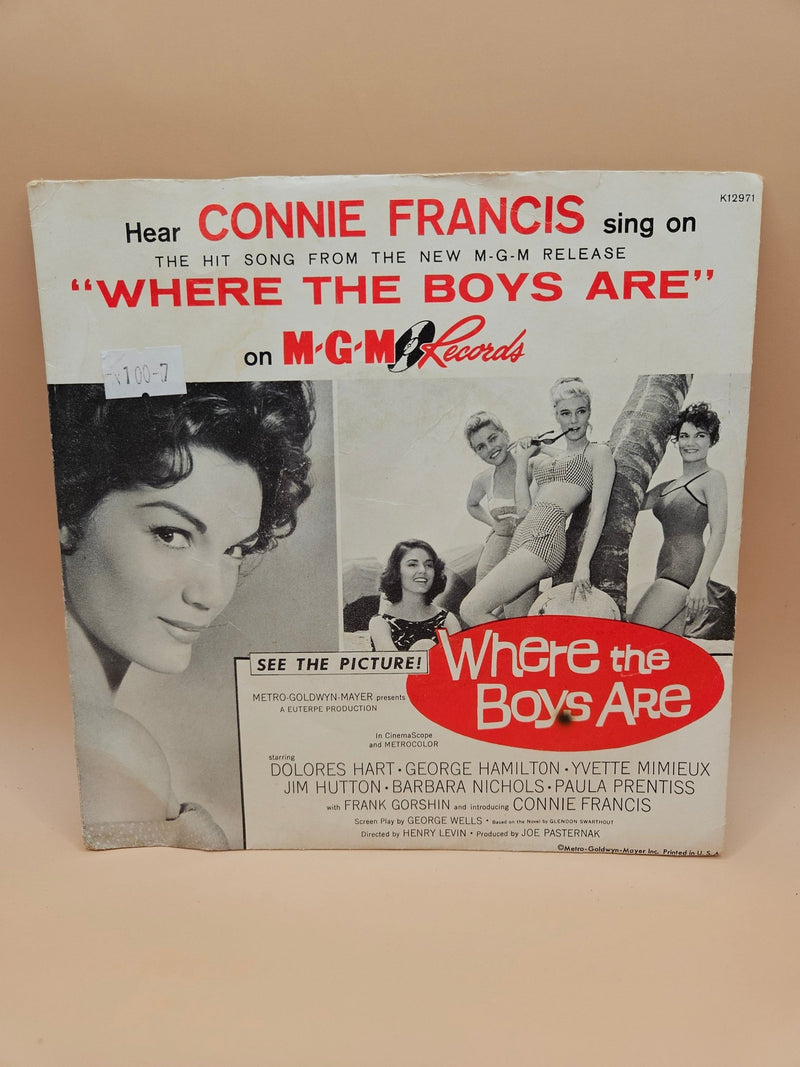 K12971
Hear CONNIE FRANCIS sing on
THE HIT SONG FROM THE NEW M-G-M RELEASE
"WHERE THE BOYS ARE"
on M-G-M Records
100-7
SEE THE PICTURE!
Where the
Boys Are
METRO-GOLDWYN-MAYER presents
A EUTERPE PRODUCTION
In CinemaScope
and METROCOLOR
starring
DOLORES HART · GEORGE HAMILTON · YVETTE MIMIEUX
JIM HUTTON · BARBARA NICHOLS · PAULA PRENTISS
with FRANK GORSHIN and introducing CONNIE FRANCIS
Screen Play by GEORGE WELLS · Based on the Novel by GLENDON SWARTHOUT
Directed by HENRY LEVIN · Produced by JOE PASTERNAK
©Metro-Goldwyn-Mayer Inc. Printed in U. S. A.